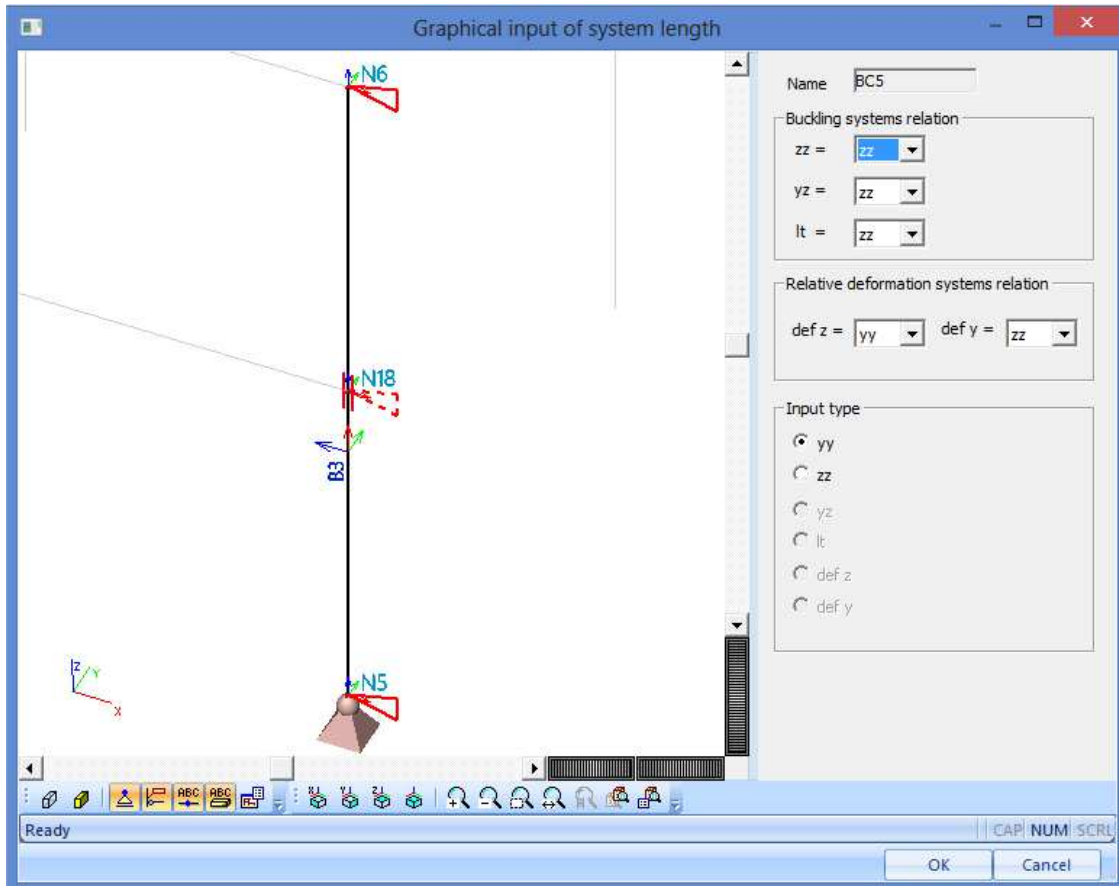 Graphical input of system length
N6
N18
B3
N5
z
Y
X
Name BC5
Buckling systems relation
zz = zz
yz = zz
lt = zz
Relative deformation systems relation
def z = yy def y = zz
Input type
yy
zz
yz
lt
def z
def y
ABC ABC
Ready CAP NUM SCRL
OK Cancel